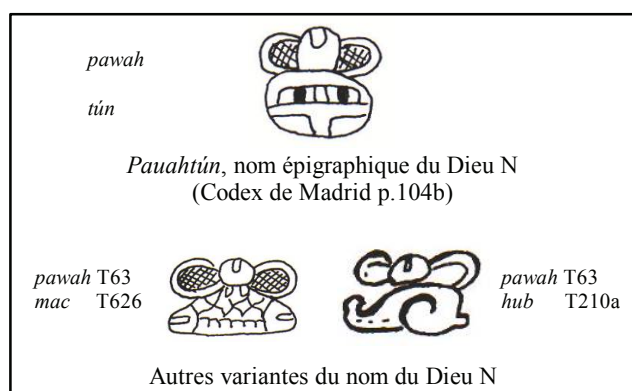 pawah
tún
Pauahtún, nom épigraphique du Dieu N
(Codex de Madrid p.104b)
pawah T63
mac T626
pawah T63
hub T210a
Autres variantes du nom du Dieu N